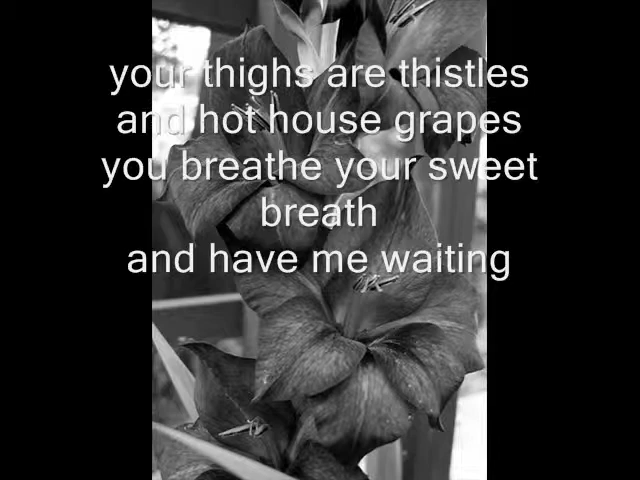 your thighs are thistles
and hot house grapes
you breathe your sweet
breath
and have me waiting